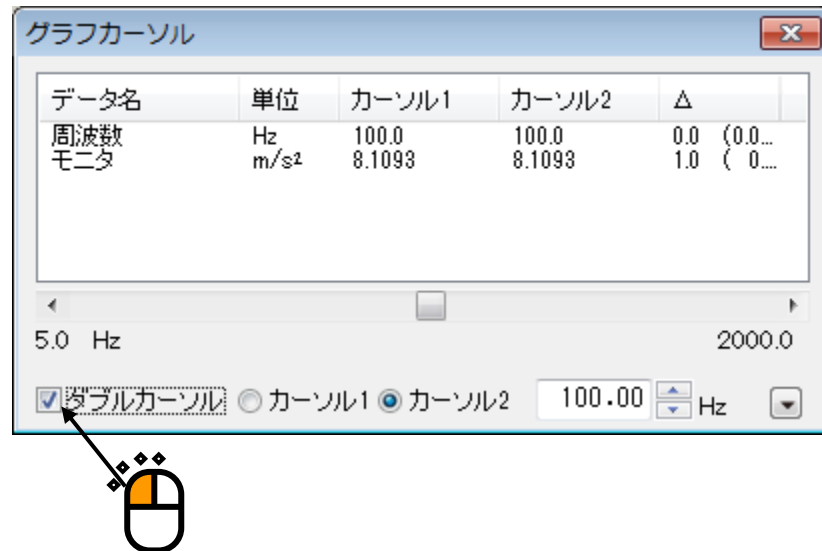 グラフカーソル
データ名 単位 カーソル1 カーソル2 Δ
周波数 Hz 100.0 100.0 0.0 (0.0...
モニタ m/s² 8.1093 8.1093 1.0 ( 0....
5.0 Hz 2000.0
ダブルカーソル カーソル1 カーソル2 100.00 Hz